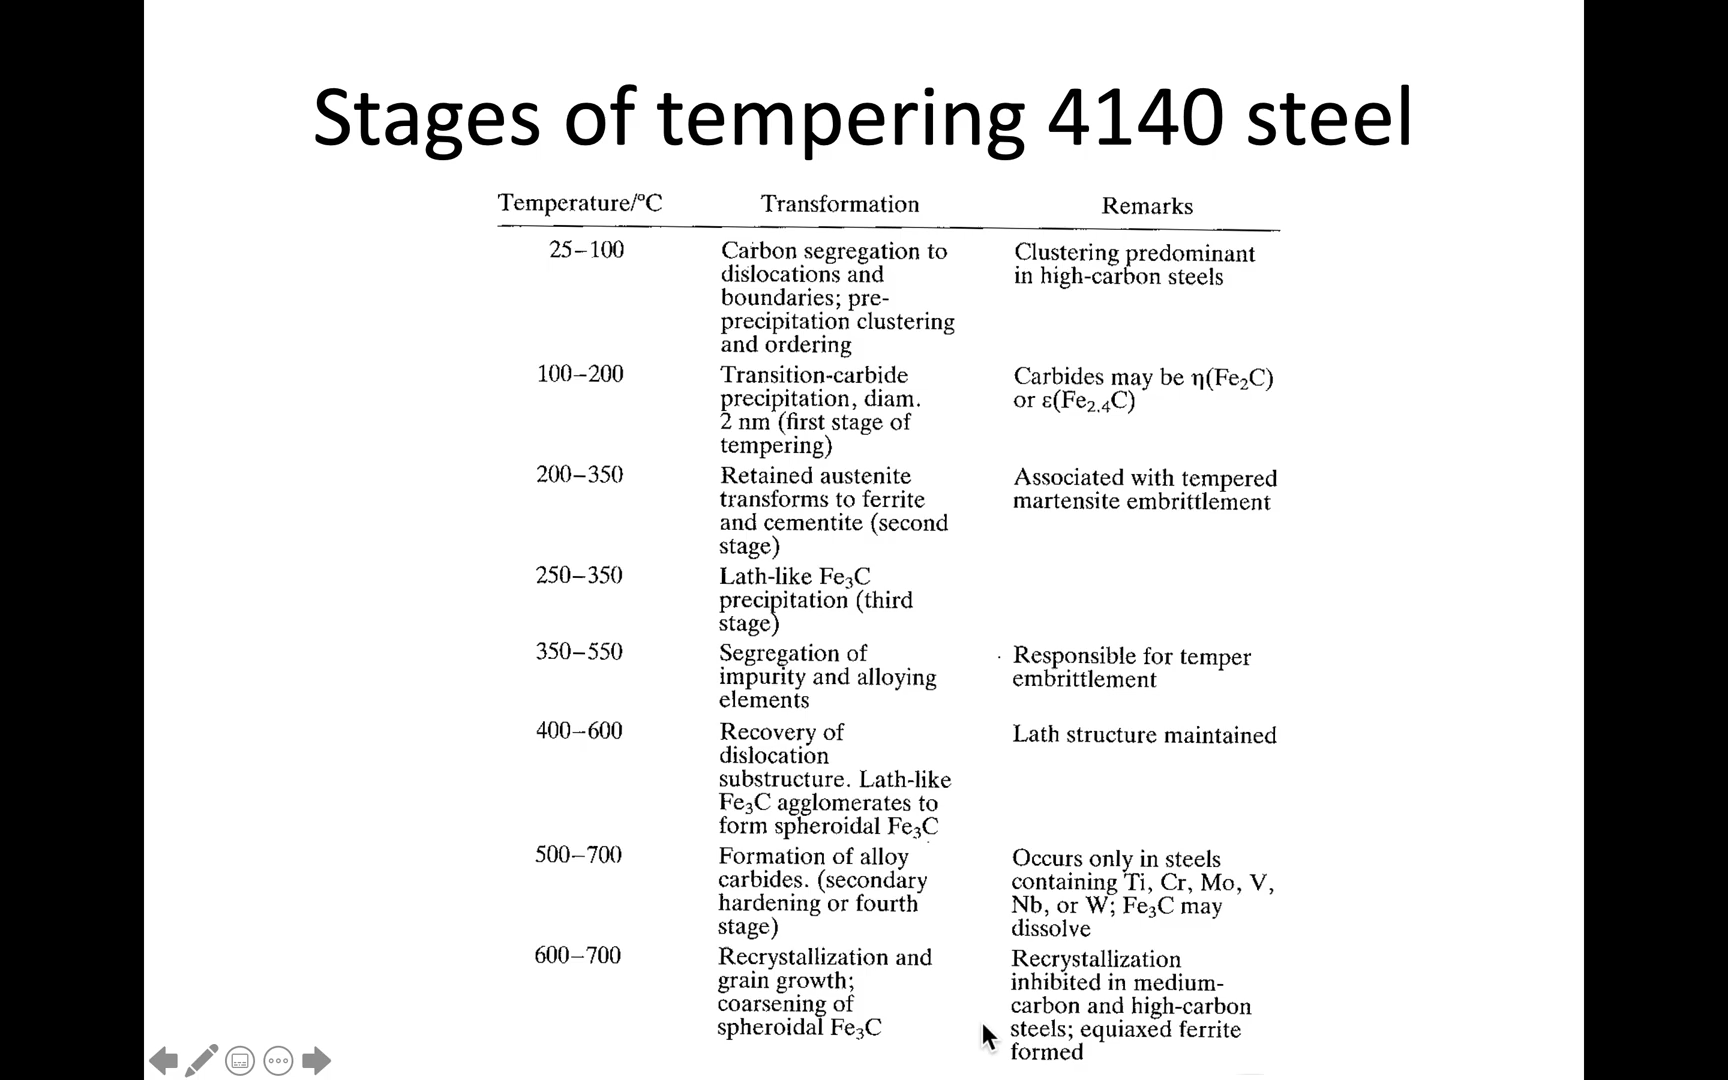 Stages of tempering 4140 steel
Temperature/°C Transformation Remarks
25–100 Carbon segregation to Clustering predominant
dislocations and in high-carbon steels
boundaries; pre-
precipitation clustering
and ordering
100–200 Transition-carbide Carbides may be η(Fe₂C)
precipitation, diam. or ε(Fe₂.₄C)
2 nm (first stage of
tempering)
200–350 Retained austenite Associated with tempered
transforms to ferrite martensite embrittlement
and cementite (second
stage)
250–350 Lath-like Fe₃C
precipitation (third
stage)
350–550 Segregation of Responsible for temper
impurity and alloying embrittlement
elements
400–600 Recovery of Lath structure maintained
dislocation
substructure. Lath-like
Fe₃C agglomerates to
form spheroidal Fe₃C
500–700 Formation of alloy Occurs only in steels
carbides. (secondary containing Ti, Cr, Mo, V,
hardening or fourth Nb, or W; Fe₃C may
stage) dissolve
600–700 Recrystallization and Recrystallization
grain growth; inhibited in medium-
coarsening of carbon and high-carbon
spheroidal Fe₃C steels; equiaxed ferrite
formed